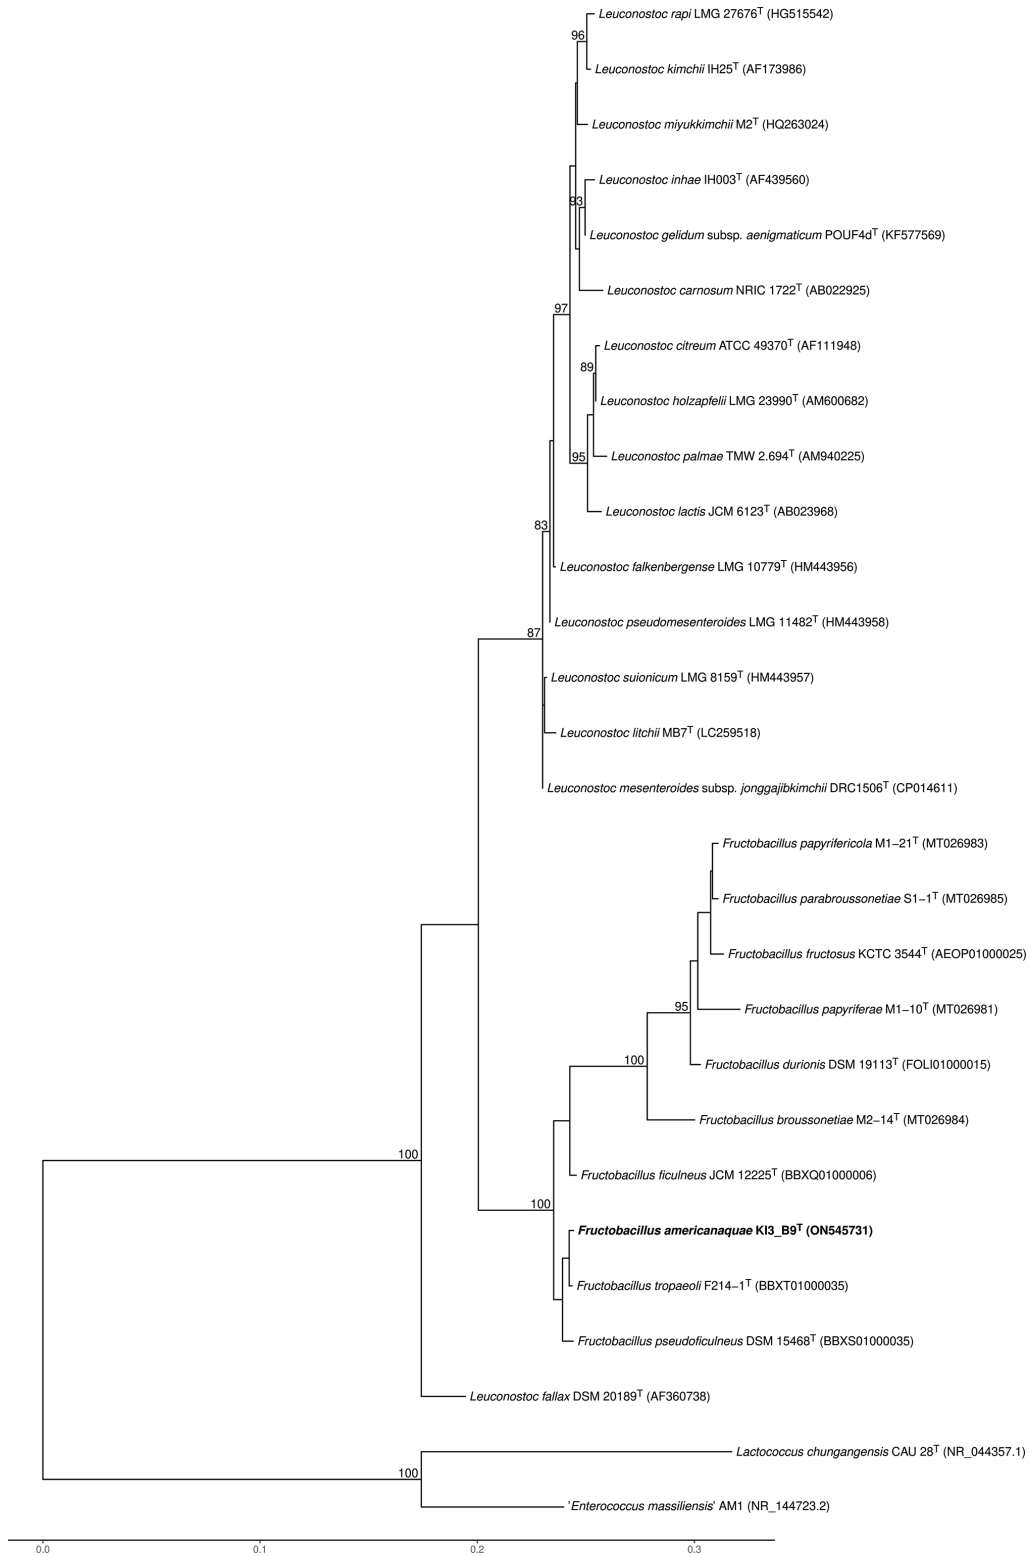 Leuconostoc rapi LMG 27676T (HG515542)
96
Leuconostoc kimchii IH25T (AF173986)
Leuconostoc miyukkimchii M2T (HQ263024)
Leuconostoc inhae IH003T (AF439560)
93
Leuconostoc gelidum subsp. aenigmaticum POUF4dT (KF577569)
Leuconostoc carnosum NRIC 1722T (AB022925)
97
Leuconostoc citreum ATCC 49370T (AF111948)
89
Leuconostoc holzapfelii LMG 23990T (AM600682)
Leuconostoc palmae TMW 2.694T (AM940225)
95
Leuconostoc lactis JCM 6123T (AB023968)
83
Leuconostoc falkenbergense LMG 10779T (HM443956)
Leuconostoc pseudomesenteroides LMG 11482T (HM443958)
87
Leuconostoc suionicum LMG 8159T (HM443957)
Leuconostoc litchii MB7T (LC259518)
Leuconostoc mesenteroides subsp. jonggajibkimchii DRC1506T (CP014611)
Fructobacillus papyrifericola M1−21T (MT026983)
Fructobacillus parabroussonetiae S1−1T (MT026985)
Fructobacillus fructosus KCTC 3544T (AEOP01000025)
95
Fructobacillus papyriferae M1−10T (MT026981)
100
Fructobacillus durionis DSM 19113T (FOLI01000015)
Fructobacillus broussonetiae M2−14T (MT026984)
100
Fructobacillus ficulneus JCM 12225T (BBXQ01000006)
100
Fructobacillus americanaquae KI3_B9T (ON545731)
Fructobacillus tropaeoli F214−1T (BBXT01000035)
Fructobacillus pseudoficulneus DSM 15468T (BBXS01000035)
Leuconostoc fallax DSM 20189T (AF360738)
Lactococcus chungangensis CAU 28T (NR_044357.1)
100
'Enterococcus massiliensis' AM1 (NR_144723.2)
0.0 0.1 0.2 0.3